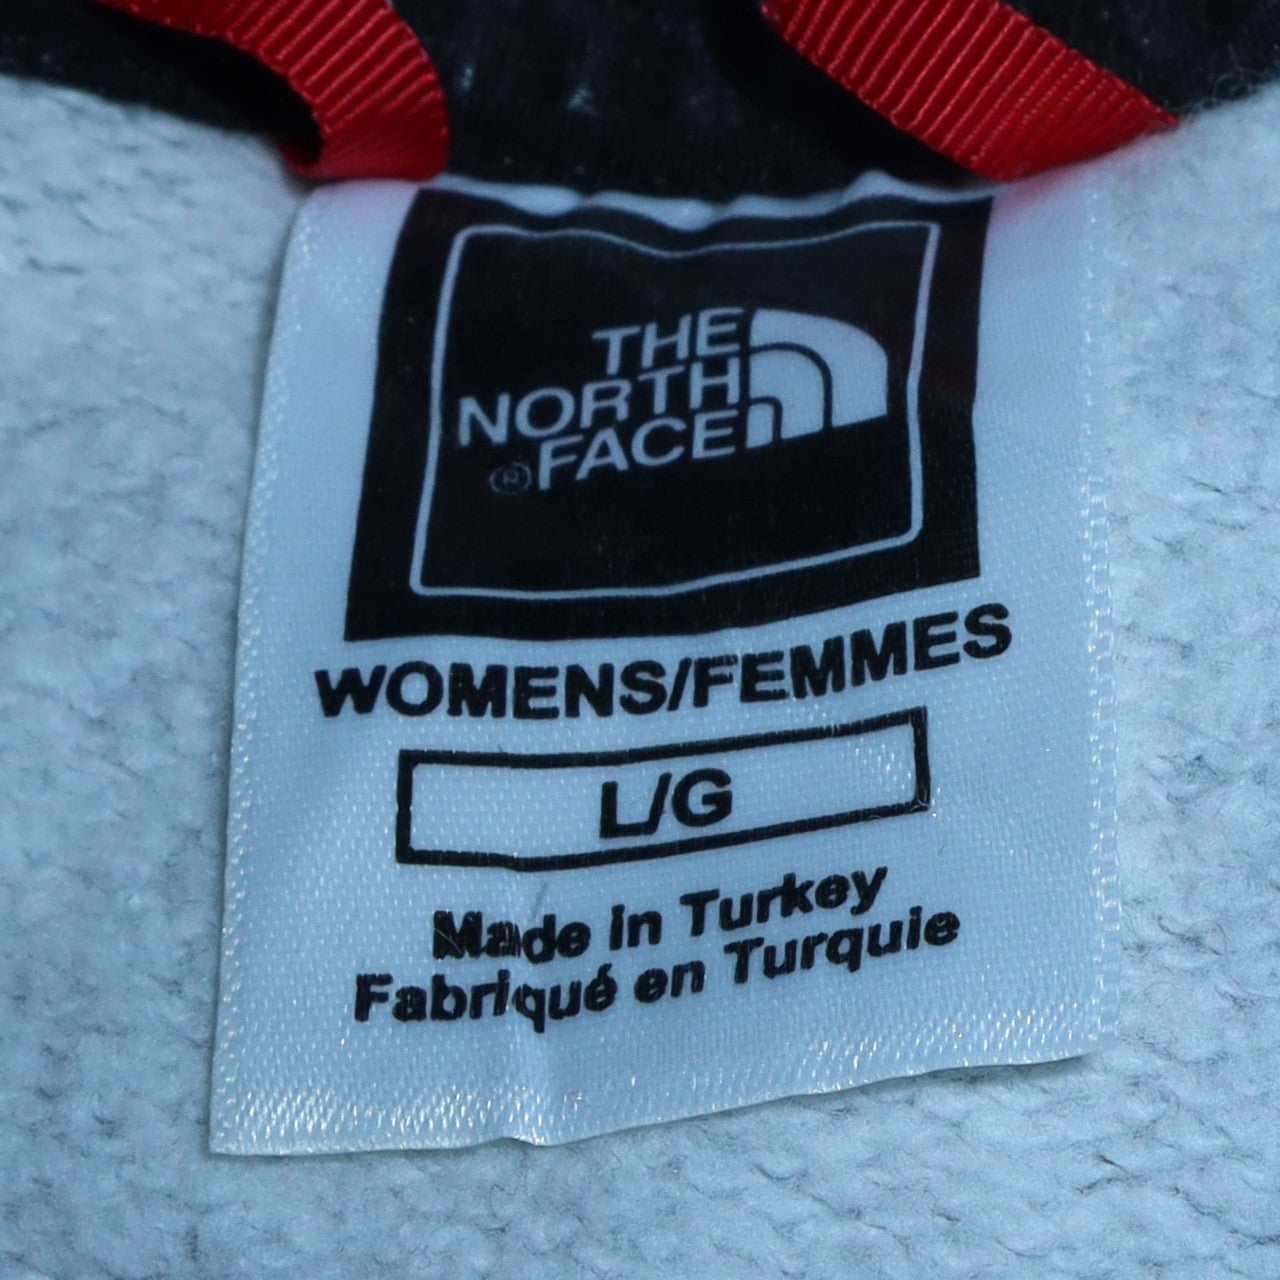 THE
NORTH
FACE
®
WOMENS/FEMMES
L/G
Made in Turkey
Fabriqué en Turquie